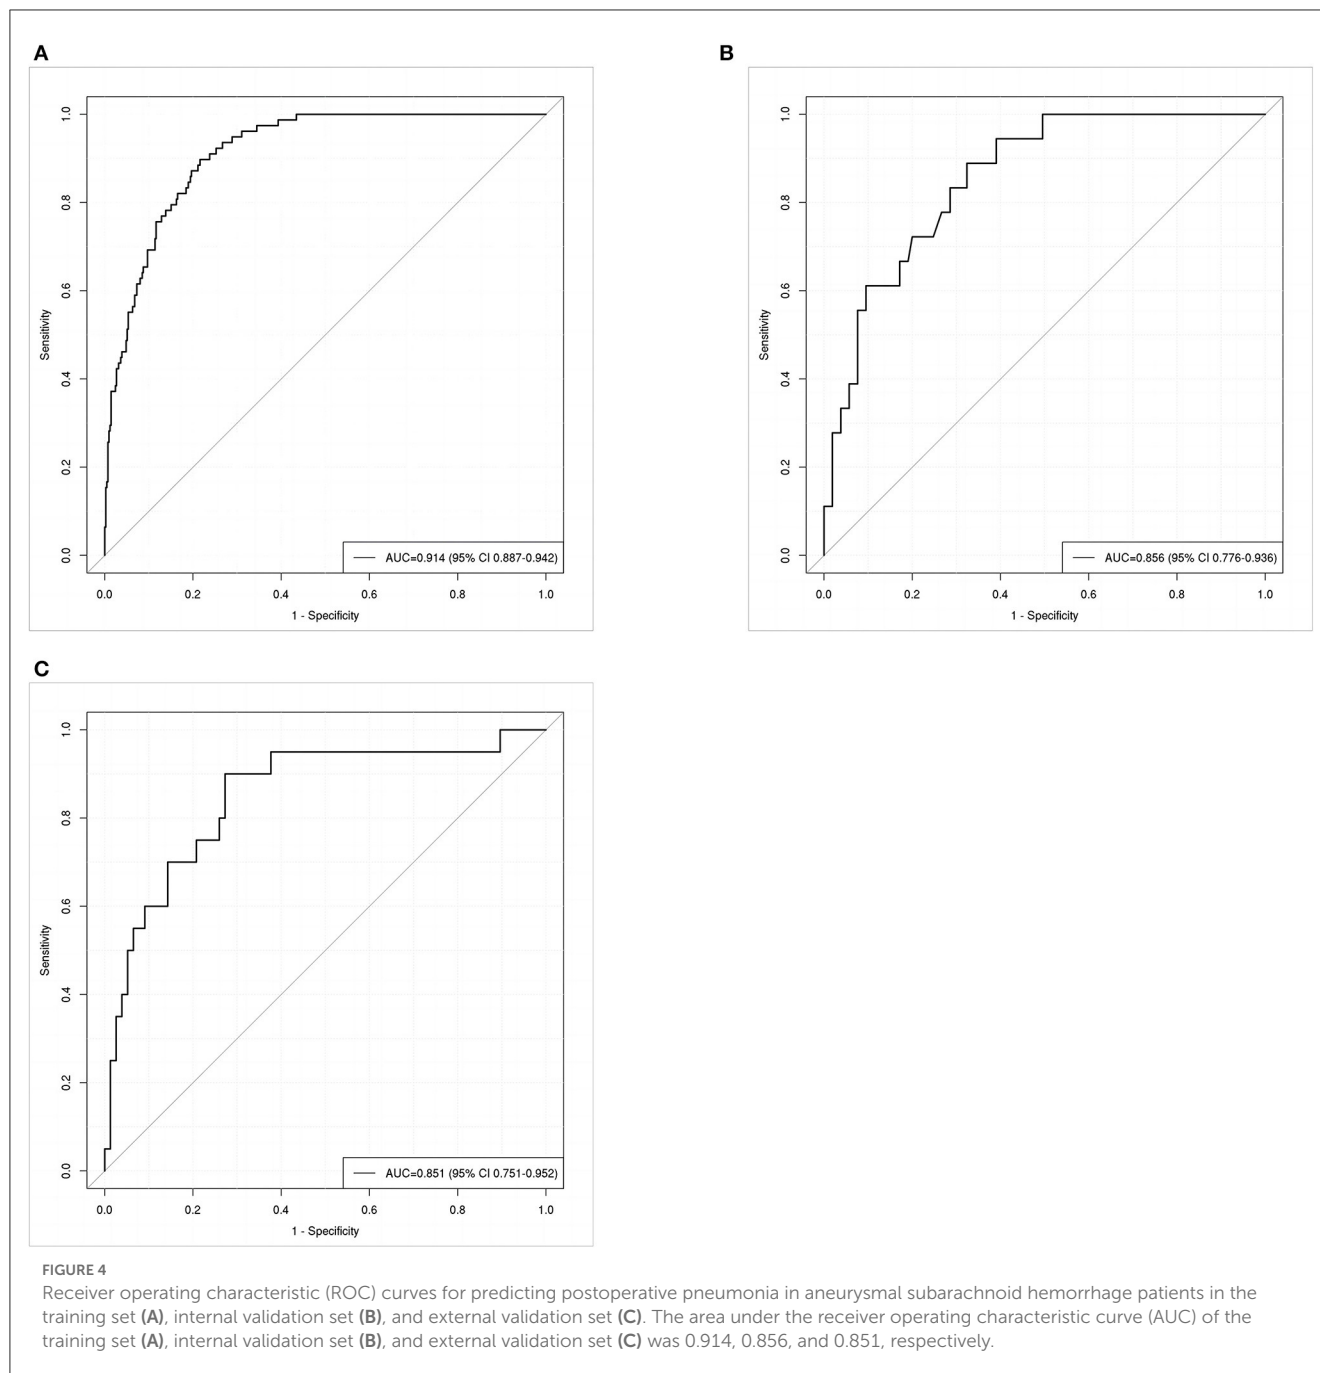 A
1.0
0.8
0.6
0.4
0.2
0.0
Sensitivity
AUC=0.914 (95% CI 0.887-0.942)
0.0 0.2 0.4 0.6 0.8 1.0
1 - Specificity
B
1.0
0.8
0.6
0.4
0.2
0.0
Sensitivity
AUC=0.856 (95% CI 0.776-0.936)
0.0 0.2 0.4 0.6 0.8 1.0
1 - Specificity
C
1.0
0.8
0.6
0.4
0.2
0.0
Sensitivity
AUC=0.851 (95% CI 0.751-0.952)
0.0 0.2 0.4 0.6 0.8 1.0
1 - Specificity
FIGURE 4
Receiver operating characteristic (ROC) curves for predicting postoperative pneumonia in aneurysmal subarachnoid hemorrhage patients in the
training set (A), internal validation set (B), and external validation set (C). The area under the receiver operating characteristic curve (AUC) of the
training set (A), internal validation set (B), and external validation set (C) was 0.914, 0.856, and 0.851, respectively.